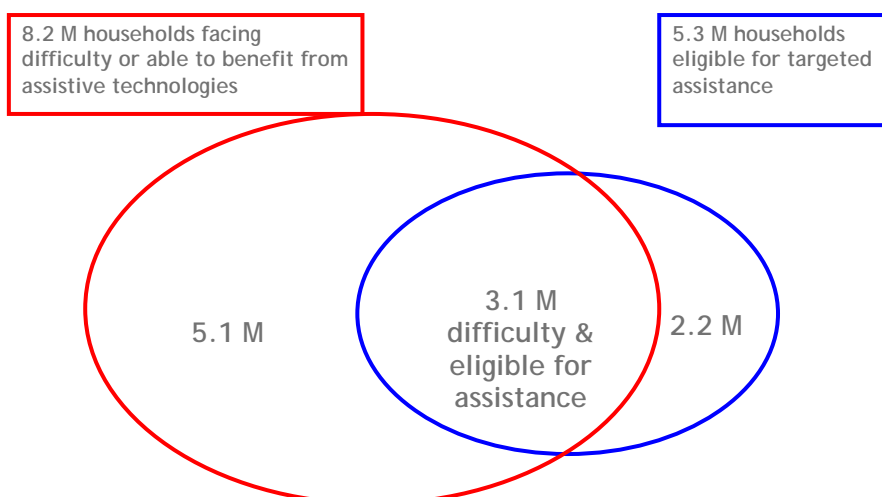 8.2 M households facing
difficulty or able to benefit from
assistive technologies
5.3 M households
eligible for targeted
assistance
5.1 M
3.1 M
difficulty &
eligible for
assistance
2.2 M